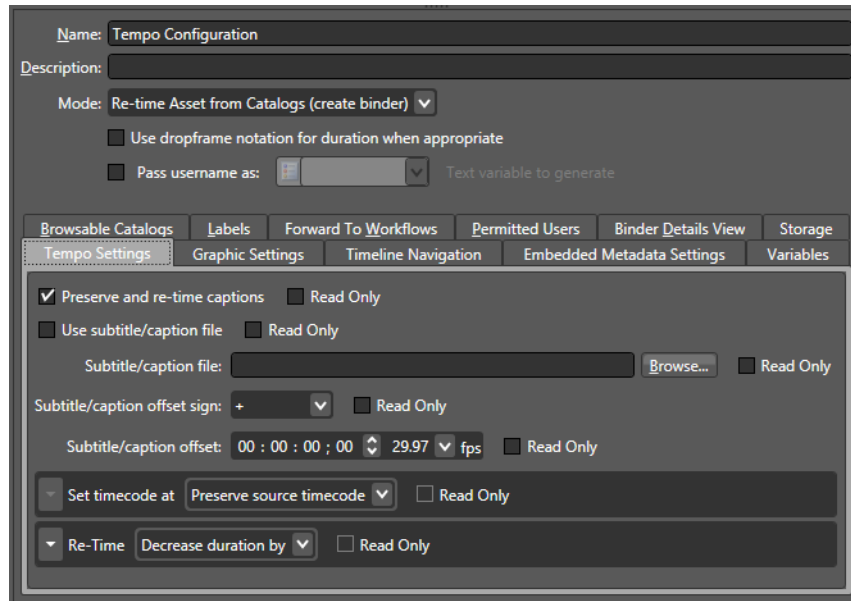 Name: Tempo Configuration
Description:
Mode: Re-time Asset from Catalogs (create binder)
Use dropframe notation for duration when appropriate
Pass username as: Text variable to generate
Browsable Catalogs Labels Forward To Workflows Permitted Users Binder Details View Storage
Tempo Settings Graphic Settings Timeline Navigation Embedded Metadata Settings Variables
Preserve and re-time captions Read Only
Use subtitle/caption file Read Only
Subtitle/caption file: Browse... Read Only
Subtitle/caption offset sign: + Read Only
Subtitle/caption offset: 00 : 00 : 00 ; 00 29.97 fps Read Only
Set timecode at Preserve source timecode Read Only
Re-Time Decrease duration by Read Only